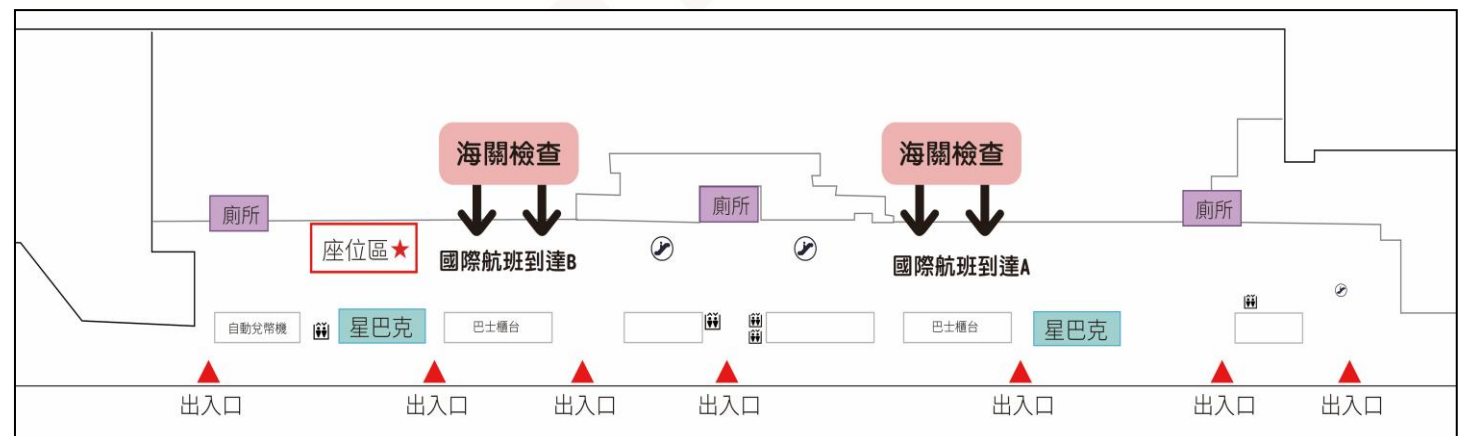 海關檢查
海關檢查
廁所
廁所
廁所
座位區★
國際航班到達B
國際航班到達A
自動兌幣機
星巴克
巴士櫃台
巴士櫃台
星巴克
出入口
出入口
出入口
出入口
出入口
出入口
出入口